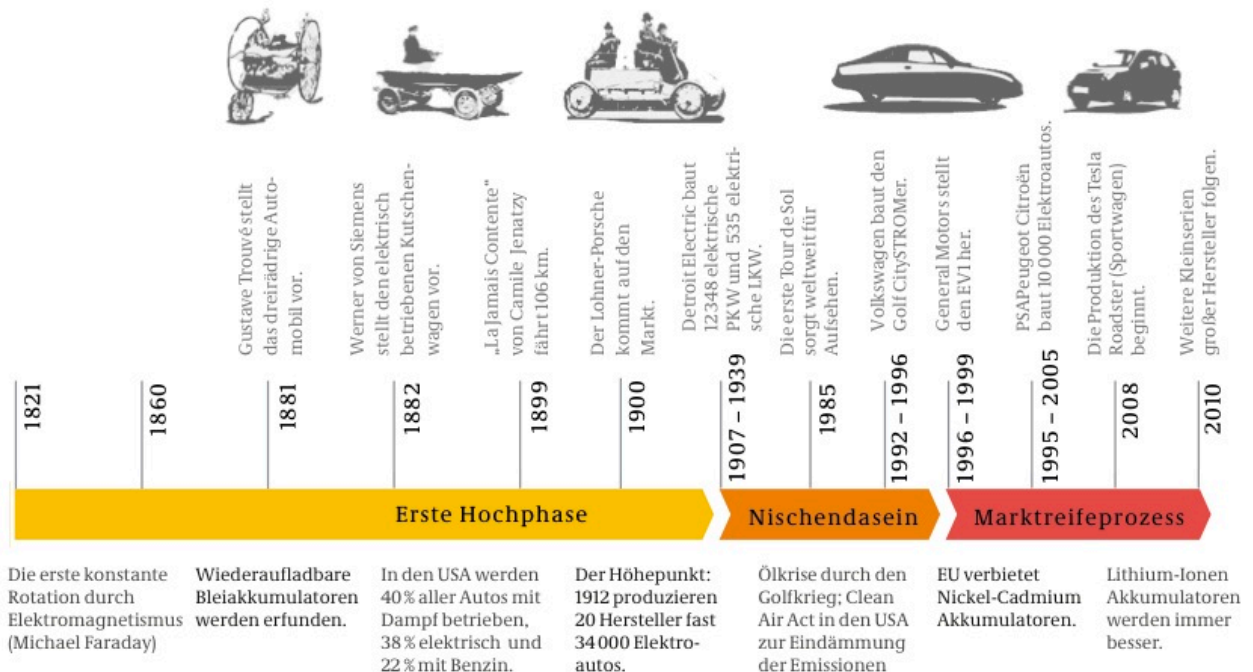 Gustave Trouvé stellt
das dreirädrige Auto-
mobil vor.
Werner von Siemens
stellt den elektrisch
betriebenen Kutschen-
wagen vor.
„La Jamais Contente“
von Camile Jenatzy
fährt 106 km.
Der Lohner-Porsche
kommt auf den
Markt.
Detroit Electric baut
12348 elektrische
PKW und 535 elektri-
sche LKW.
Die erste Tour de Sol
sorgt weltweit für
Aufsehen.
Volkswagen baut den
Golf CitySTROMer.
General Motors stellt
den EV1 her.
PSAPeugeot Citroën
baut 10 000 Elektroautos.
Die Produktion des Tesla
Roadster (Sportwagen)
beginnt.
Weitere Kleinserien
großer Hersteller folgen.
1821
1860
1881
1882
1899
1900
1907 – 1939
1985
1992 – 1996
1996 – 1999
1995 – 2005
2008
2010
Erste Hochphase
Nischendasein
Marktreifeprozess
Die erste konstante
Rotation durch
Elektromagnetismus
(Michael Faraday)
Wiederaufladbare
Bleiakkumulatoren
werden erfunden.
In den USA werden
40 % aller Autos mit
Dampf betrieben,
38 % elektrisch und
22 % mit Benzin.
Der Höhepunkt:
1912 produzieren
20 Hersteller fast
34 000 Elektro-
autos.
Ölkrise durch den
Golfkrieg; Clean
Air Act in den USA
zur Eindämmung
der Emissionen
EU verbietet
Nickel-Cadmium
Akkumulatoren.
Lithium-Ionen
Akkumulatoren
werden immer
besser.